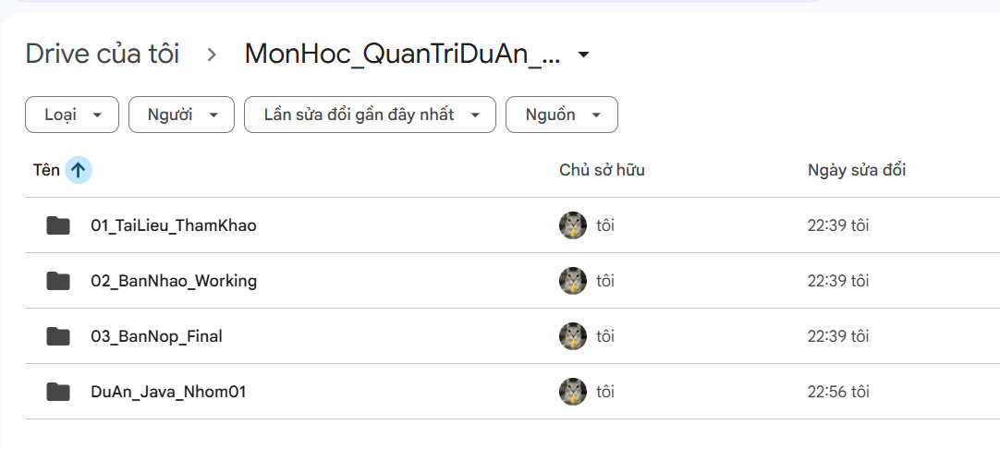 Drive của tôi > MonHoc_QuanTriDuAn_...
Loại Người Lần sửa đổi gần đây nhất Nguồn
Tên Chủ sở hữu Ngày sửa đổi
01_TaiLieu_ThamKhao tôi 22:39 tôi
02_BanNhao_Working tôi 22:39 tôi
03_BanNop_Final tôi 22:39 tôi
DuAn_Java_Nhom01 tôi 22:56 tôi